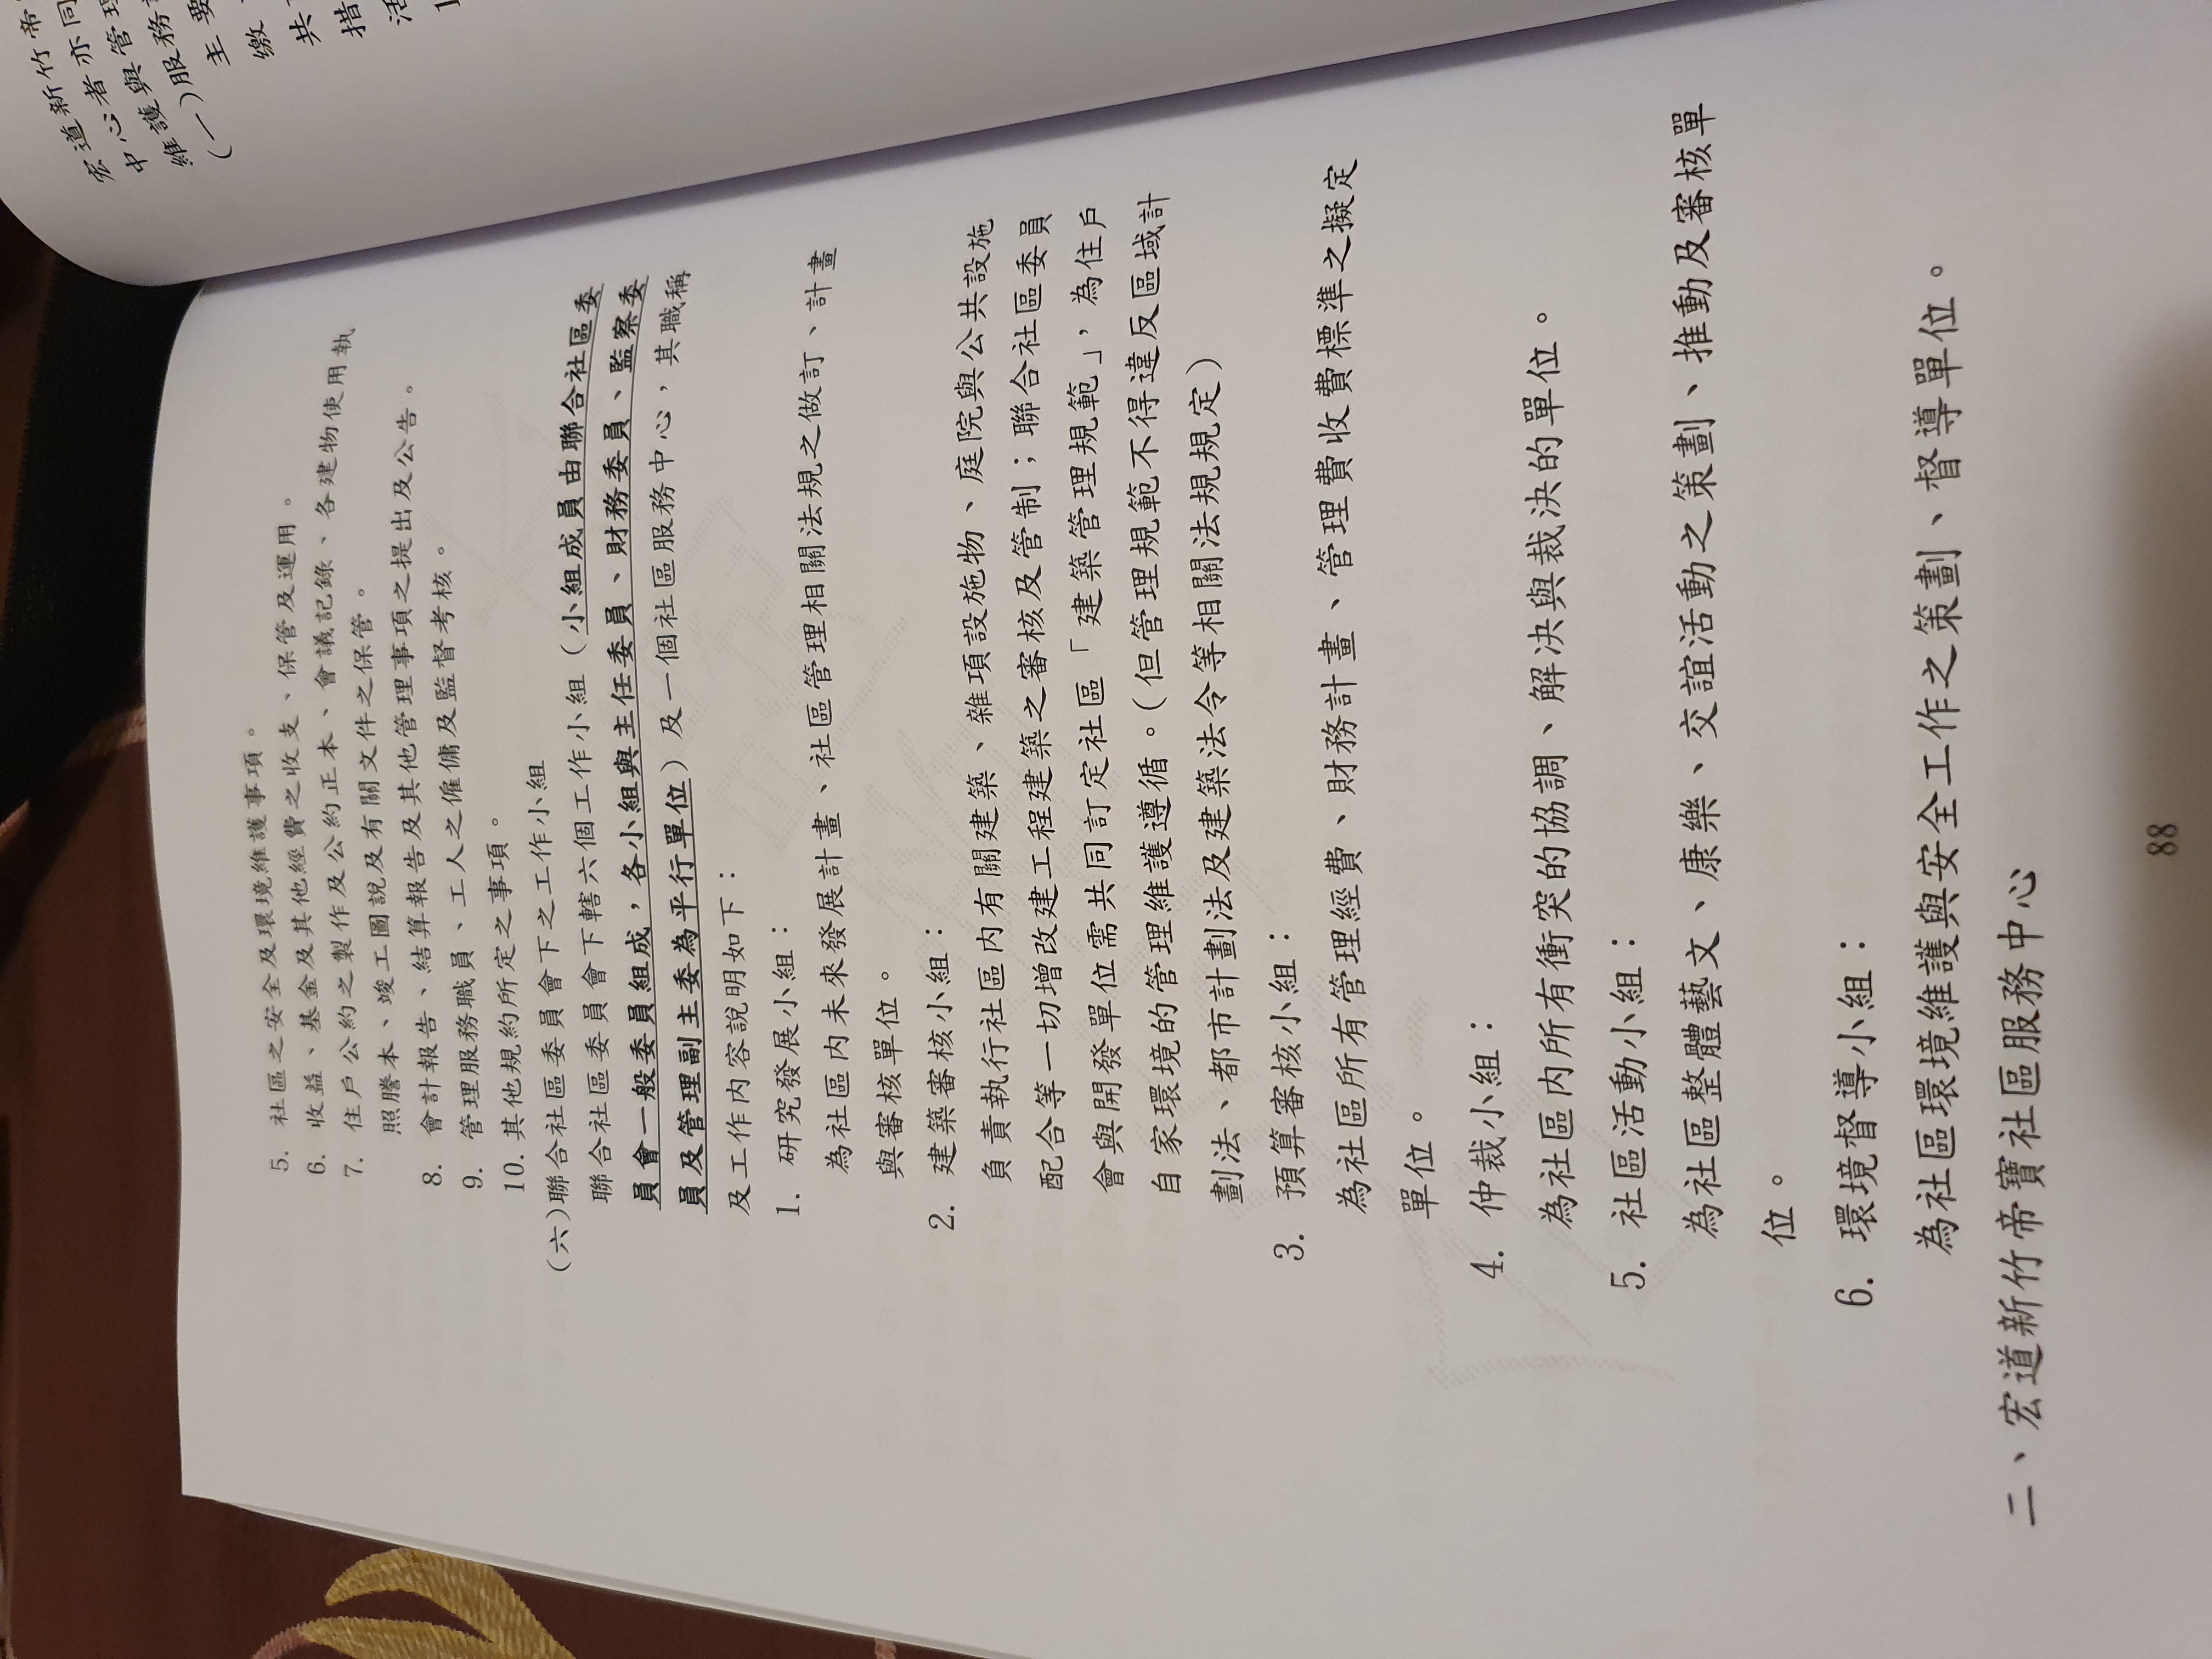 5. 社區之安全及環境維護事項。
6. 收益、基金及其他經費之收支、保管及運用。
7. 住戶公約之製作及公約正本、會議記錄、各建物使用執
照謄本、竣工圖說及有關文件之保管。
8. 會計報告、結算報告及其他管理事項之提出及公告。
9. 管理服務職員、工人之僱傭及監督考核。
10. 其他規約所定之事項。
(六)聯合社區委員會下之工作小組
聯合社區委員會下轄六個工作小組(小組成員由聯合社區委
員會一般委員組成，各小組與主任委員、財務委員、監察委
員及管理副主委為平行單位)及一個社區服務中心，其職稱
及工作內容說明如下：
1. 研究發展小組：
為社區內未來發展計畫、社區管理相關法規之做訂、計畫
與審核單位。
2. 建築審核小組：
負責執行社區內有關建築、雜項設施物、庭院與公共設施
配合等一切增改建工程建築之審核及管制；聯合社區委員
會與開發單位需共同訂定社區「建築管理規範」，為住戶
自家環境的管理維護遵循。(但管理規範不得違反區域計
劃法、都市計劃法及建築法令等相關法規規定)
3. 預算審核小組：
為社區所有管理經費、財務計畫、管理費收費標準之擬定
單位。
4. 仲裁小組：
為社區內所有衝突的協調、解決與裁決的單位。
5. 社區活動小組：
為社區整體藝文、康樂、交誼活動之策劃、推動及審核單
位。
6. 環境督導小組：
為社區環境維護與安全工作之策劃、督導單位。
二、宏道新竹帝寶社區服務中心
88
宏道新竹帝
中心者亦同
維護與管理
(一)服務
主要
繳
共
措
活
1